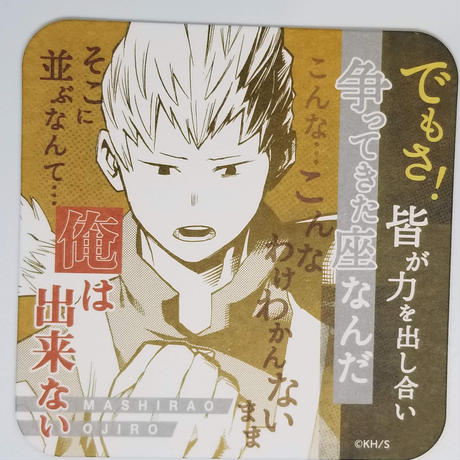 でもさ!
皆が力を出し合い
争ってきた座なんだ
こんな…こんな
わけわかんない
まま
そこに
並ぶなんて…
俺は
出来ない
MASHIRAO
OJIRO
©KH/S